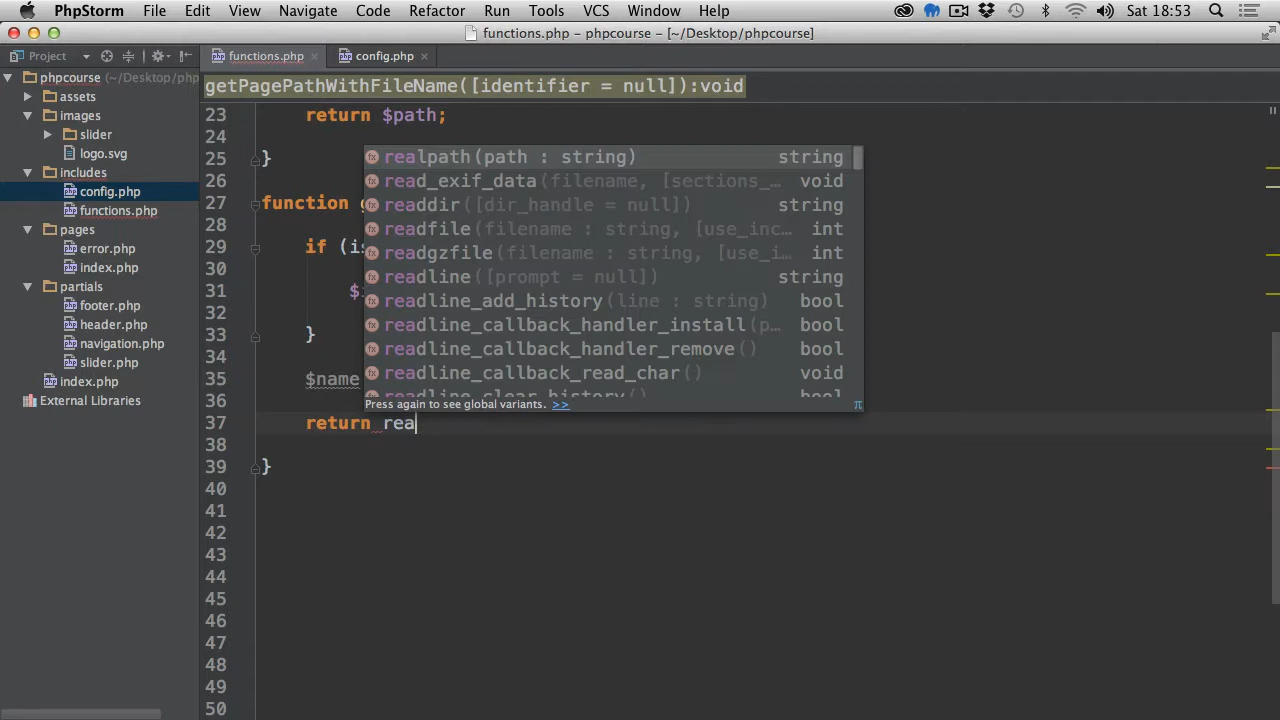 PhpStorm File Edit View Navigate Code Refactor Run Tools VCS Window Help Sat 18:53
functions.php - phpcourse - [~/Desktop/phpcourse]
Project functions.php config.php
phpcourse (~/Desktop/php
assets
images
slider
logo.svg
includes
config.php
functions.php
pages
error.php
index.php
partials
footer.php
header.php
navigation.php
slider.php
index.php
External Libraries
getPagePathWithFileName([identifier = null]):void
23 return $path;
24
25 }
26
27 function g
28
29 if (is
30
31 $i
32
33 }
34
35 $name
36
37 return rea
38
39 }
40
41
42
43
44
45
46
47
48
49
50
realpath(path : string) string
read_exif_data(filename, [sections_… void
readdir([dir_handle = null]) string
readfile(filename : string, [use_inc… int
readgzfile(filename : string, [use_i… int
readline([prompt = null]) string
readline_add_history(line : string) bool
readline_callback_handler_install(p… bool
readline_callback_handler_remove() bool
readline_callback_read_char() void
readline_clear_history() bool
Press again to see global variants. >> π